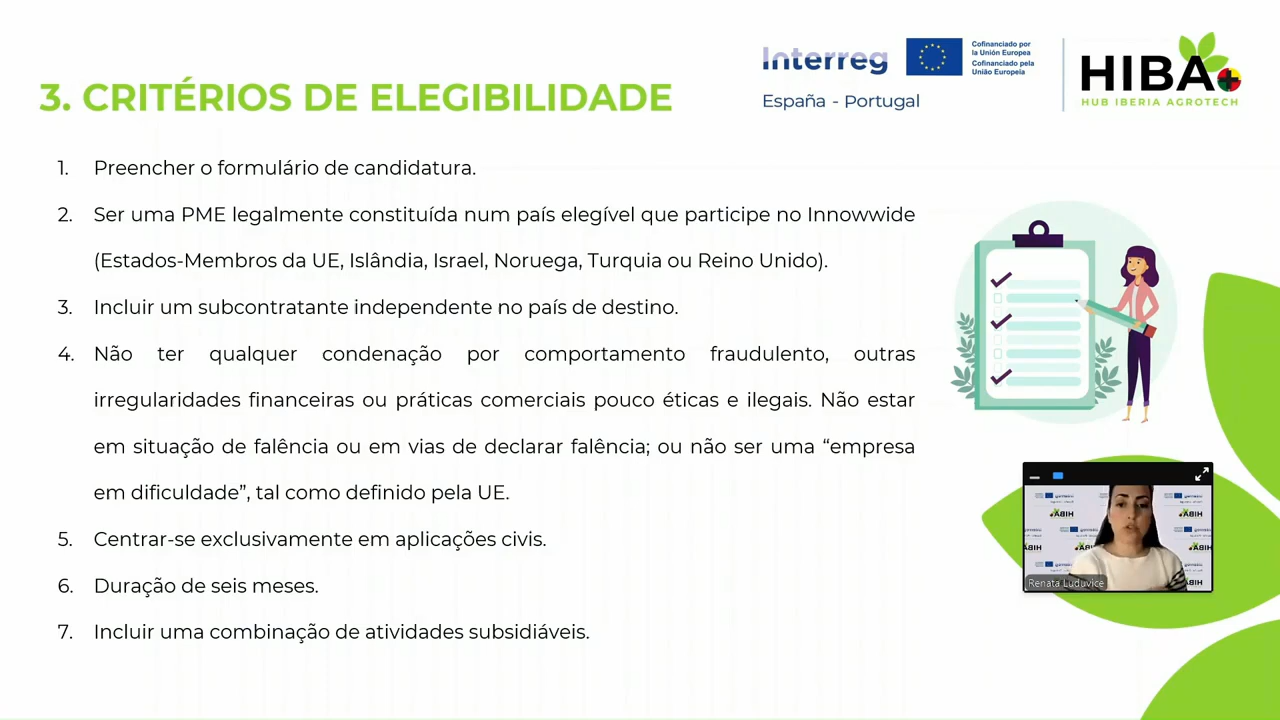 Interreg
Cofinanciado por
la Unión Europea
Cofinanciado pela
União Europeia
España - Portugal
HIBA
HUB IBERIA AGROTECH
3. CRITÉRIOS DE ELEGIBILIDADE
1. Preencher o formulário de candidatura.
2. Ser uma PME legalmente constituída num país elegível que participe no Innowwide
(Estados-Membros da UE, Islândia, Israel, Noruega, Turquia ou Reino Unido).
3. Incluir um subcontratante independente no país de destino.
4. Não ter qualquer condenação por comportamento fraudulento, outras
irregularidades financeiras ou práticas comerciais pouco éticas e ilegais. Não estar
em situação de falência ou em vias de declarar falência; ou não ser uma “empresa
em dificuldade”, tal como definido pela UE.
5. Centrar-se exclusivamente em aplicações civis.
6. Duração de seis meses.
7. Incluir uma combinação de atividades subsidiáveis.
Renata Luduvice